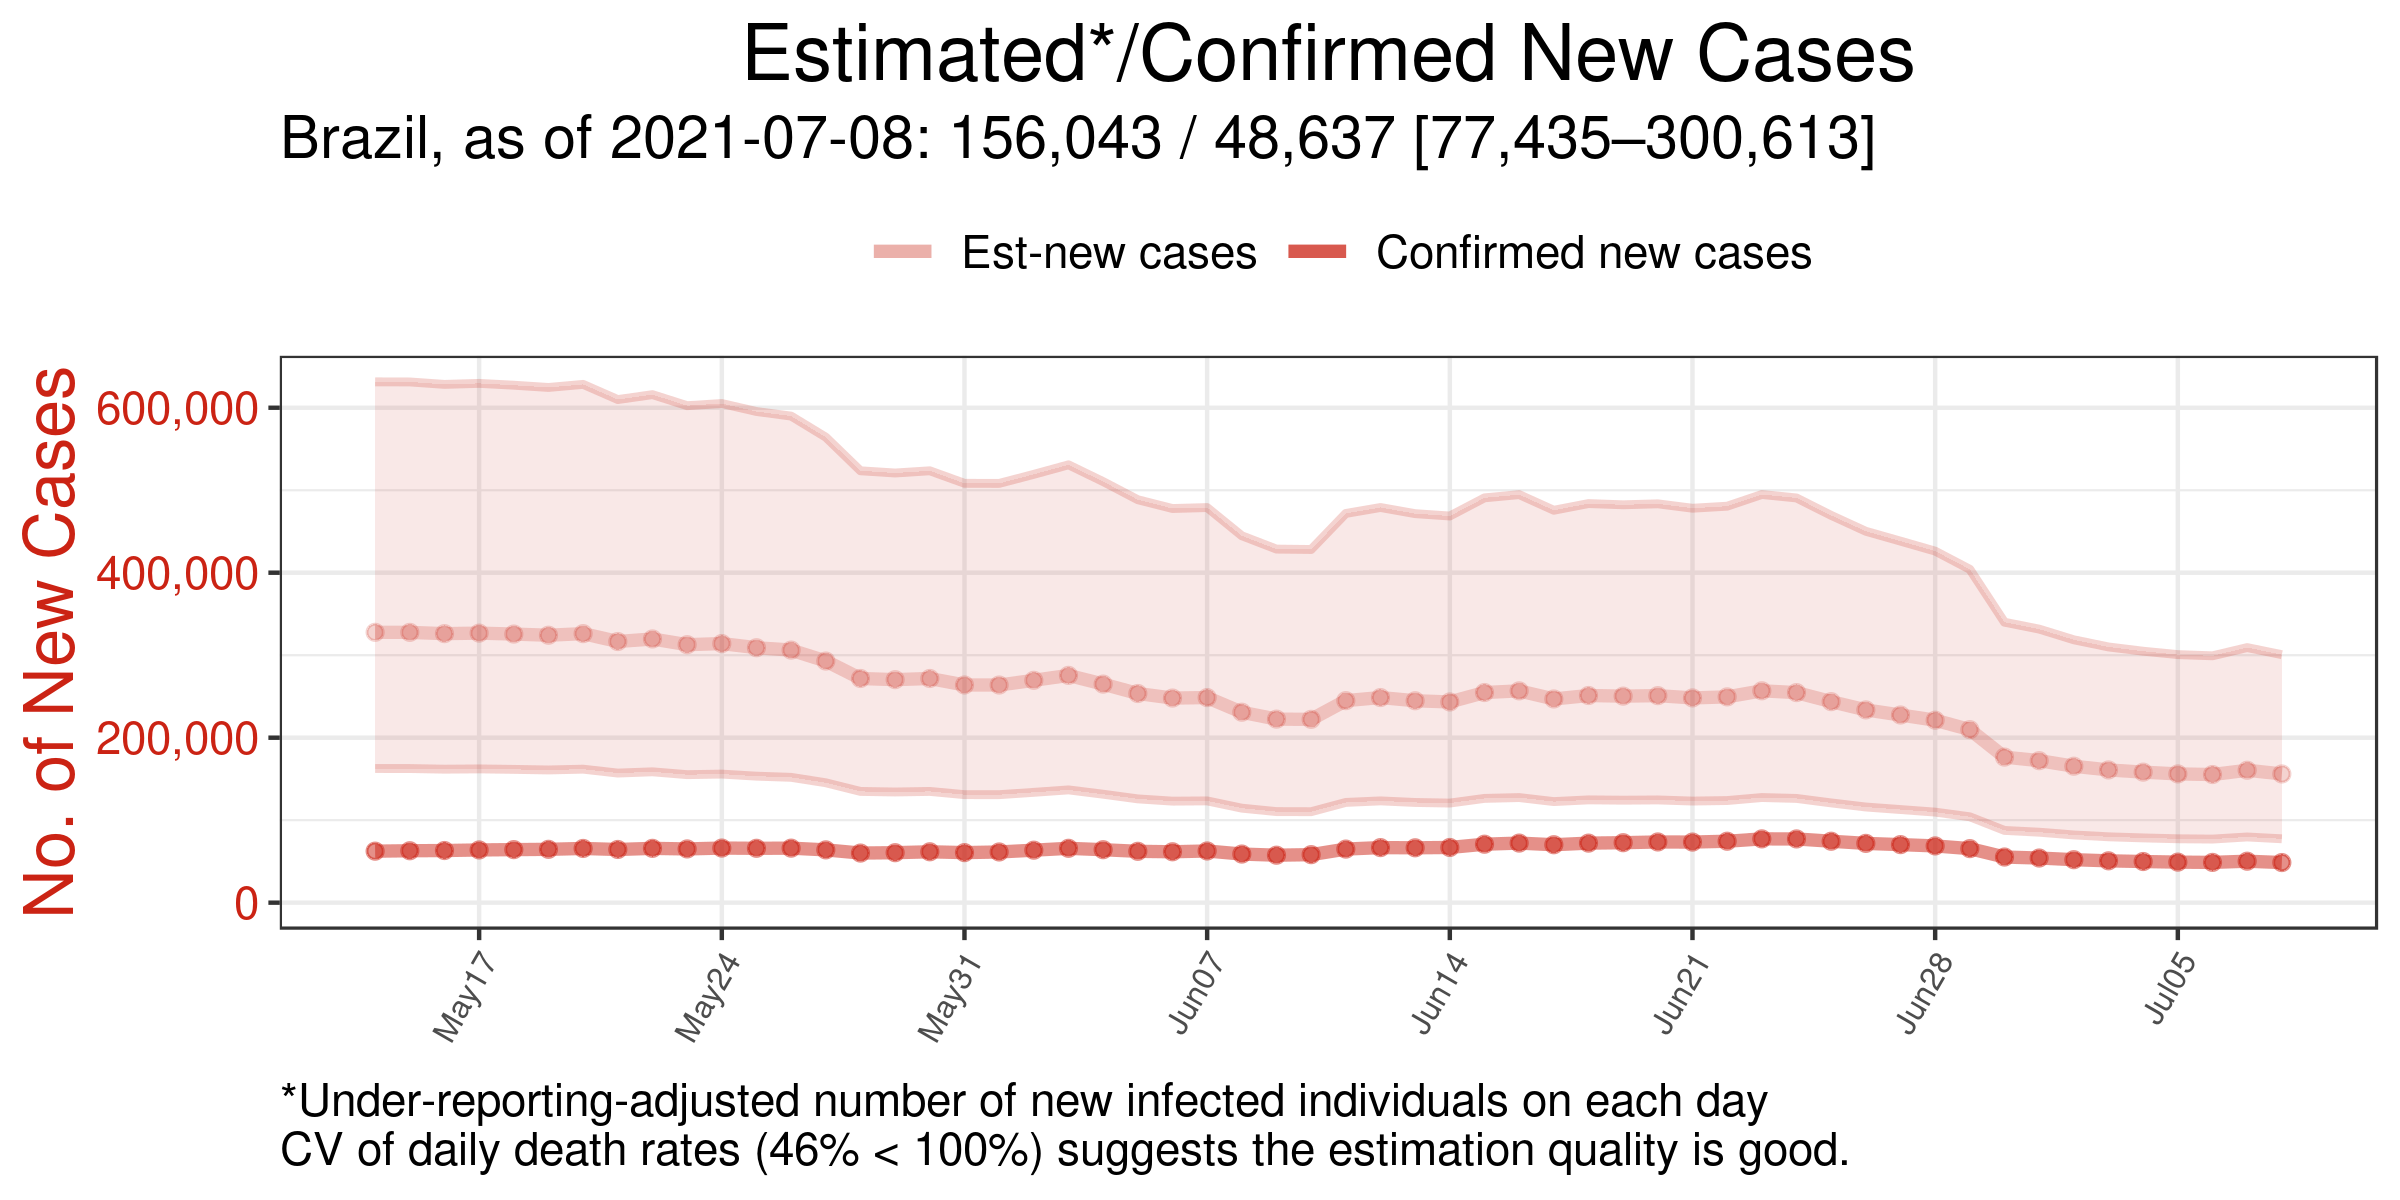 Estimated*/Confirmed New Cases
Brazil, as of 2021-07-08: 156,043 / 48,637 [77,435–300,613]
Est-new cases
Confirmed new cases
No. of New Cases
600,000
400,000
200,000
0
May17
May24
May31
Jun07
Jun14
Jun21
Jun28
Jul05
*Under-reporting-adjusted number of new infected individuals on each day
CV of daily death rates (46% < 100%) suggests the estimation quality is good.